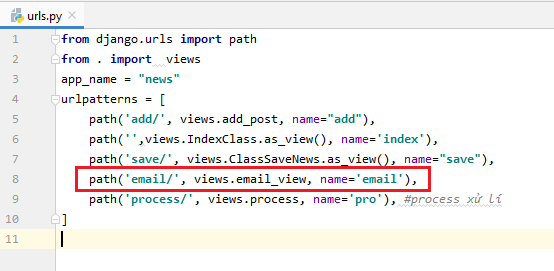 urls.py
1 from django.urls import path
2 from . import  views
3 app_name = "news"
4 urlpatterns = [
5     path('add/', views.add_post, name="add"),
6     path('',views.IndexClass.as_view(), name='index'),
7     path('save/', views.ClassSaveNews.as_view(), name="save"),
8     path('email/', views.email_view, name='email'),
9     path('process/', views.process, name='pro'), #process xử lí
10 ]
11